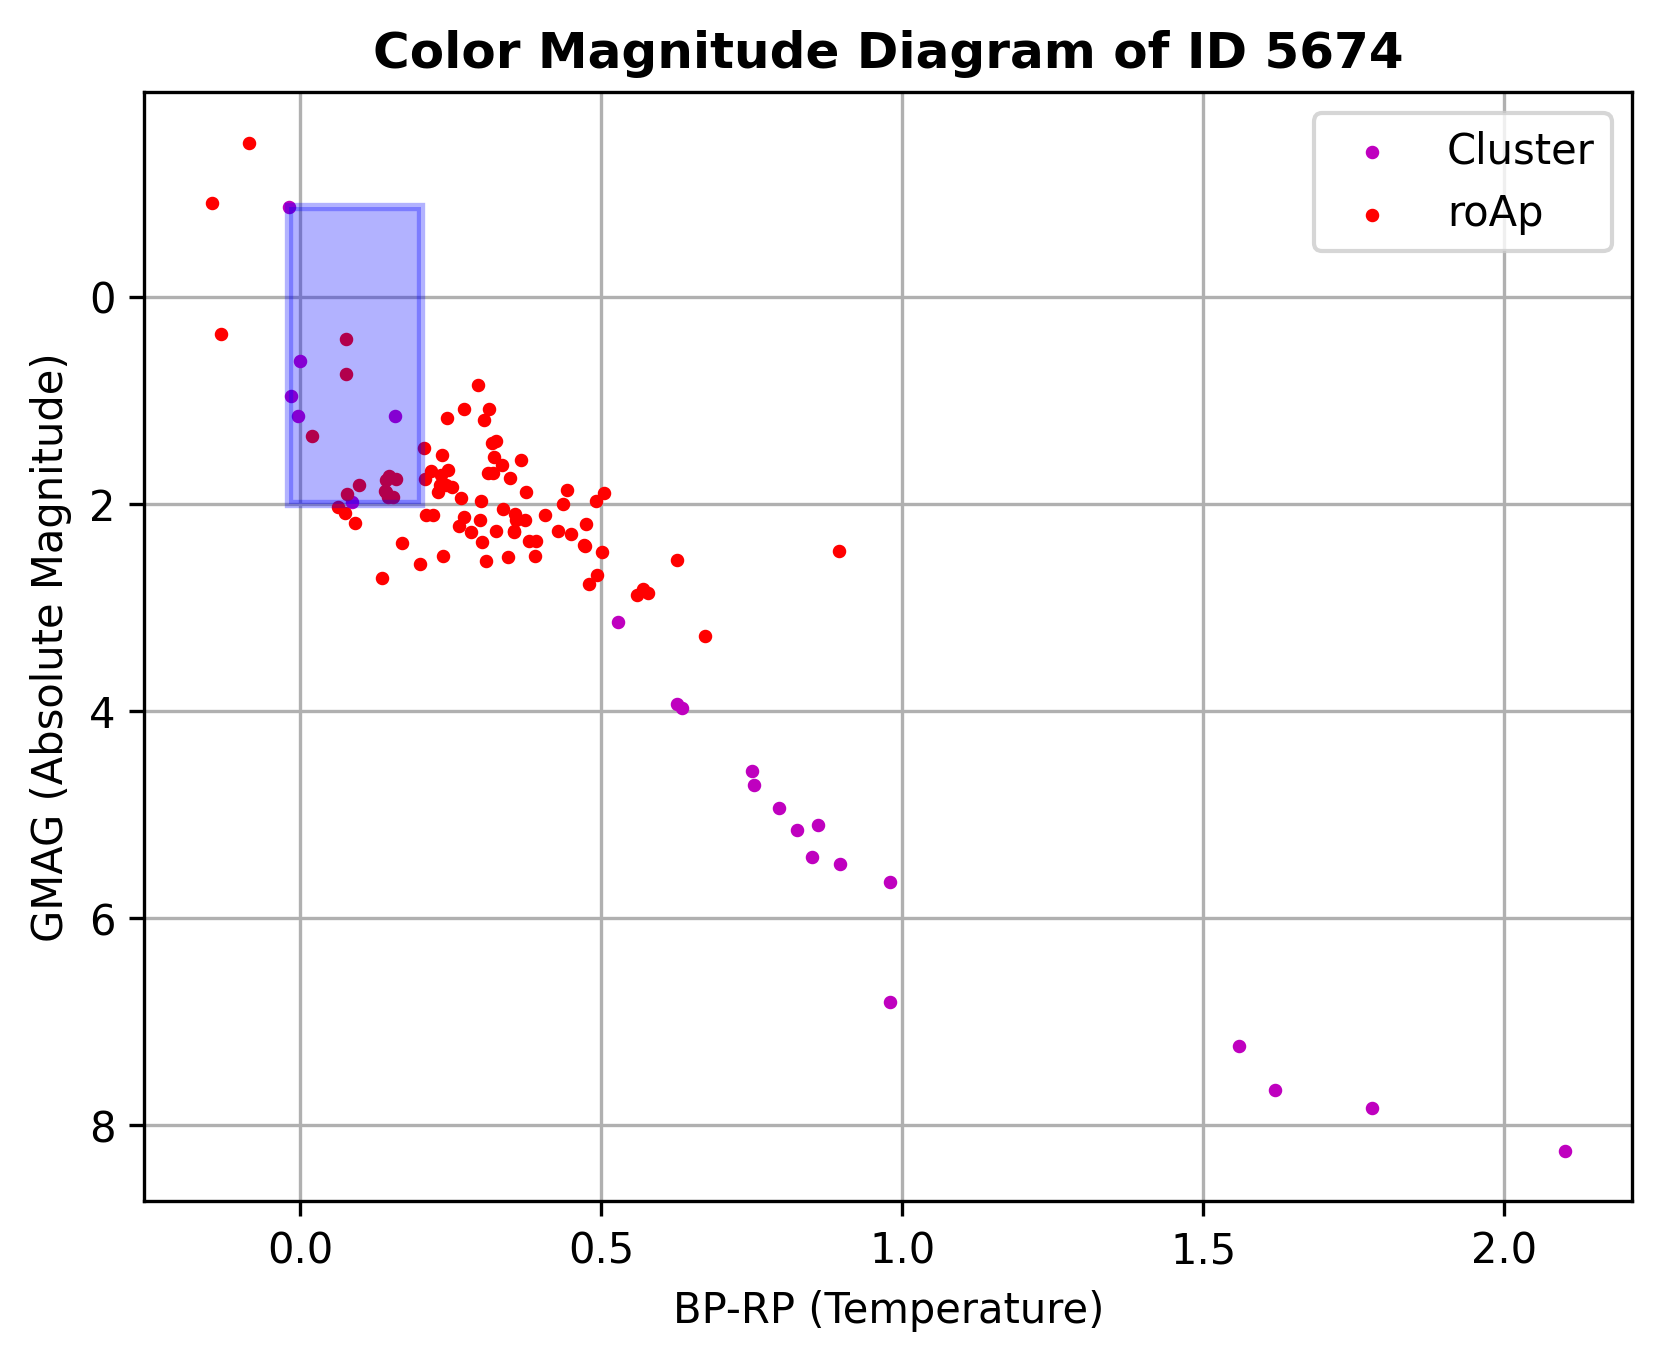 Color Magnitude Diagram of ID 5674
Cluster
roAp
GMAG (Absolute Magnitude)
0
2
4
6
8
0.0 0.5 1.0 1.5 2.0
BP-RP (Temperature)